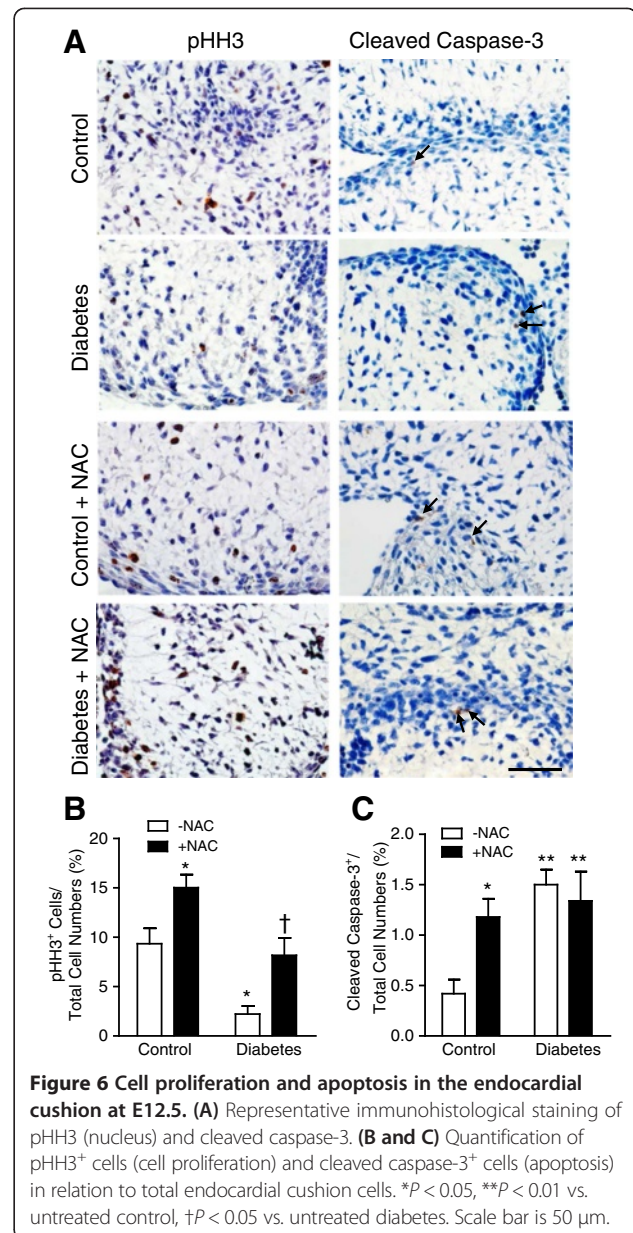 A
pHH3 Cleaved Caspase-3
Control
Diabetes
Control + NAC
Diabetes + NAC
B
C
-NAC
+NAC
-NAC
+NAC
pHH3⁺ Cells/
Total Cell Numbers (%)
20
15
10
5
0
*
*
†
Control Diabetes
Cleaved Caspase-3⁺/
Total Cell Numbers (%)
2.0
1.5
1.0
0.5
0.0
*
** **
Control Diabetes
Figure 6 Cell proliferation and apoptosis in the endocardial
cushion at E12.5. (A) Representative immunohistological staining of
pHH3 (nucleus) and cleaved caspase-3. (B and C) Quantification of
pHH3⁺ cells (cell proliferation) and cleaved caspase-3⁺ cells (apoptosis)
in relation to total endocardial cushion cells. *P < 0.05, **P < 0.01 vs.
untreated control, †P < 0.05 vs. untreated diabetes. Scale bar is 50 μm.